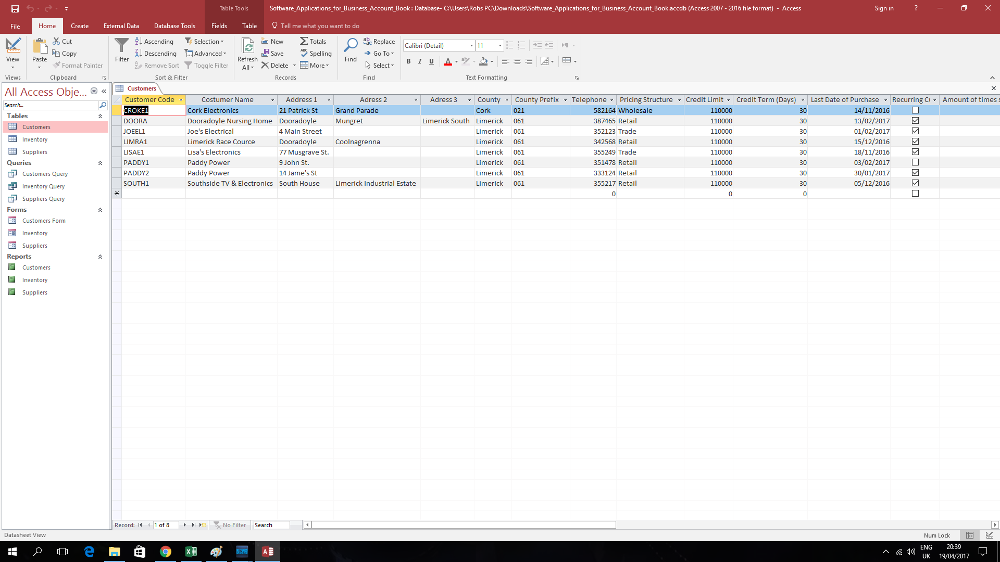 Table Tools
Software_Applications_for_Business_Account_Book : Database- C:\Users\Robs PC\Downloads\Software_Applications_for_Business_Account_Book.accdb (Access 2007 - 2016 file format) - Access
Sign in
?
File Home Create External Data Database Tools Fields Table Tell me what you want to do
View
Views
Paste
Cut
Copy
Format Painter
Clipboard
Filter
Ascending
Descending
Remove Sort
Selection
Advanced
Toggle Filter
Sort & Filter
Refresh All
New
Save
Delete
Totals
Spelling
More
Records
Find
Replace
Go To
Select
Find
Calibri (Detail) 11
B I U
Text Formatting
All Access Obje...
Search...
Tables
Customers
Inventory
Suppliers
Queries
Customers Query
Inventory Query
Suppliers Query
Forms
Customers Form
Inventory
Suppliers
Reports
Customers
Inventory
Suppliers
Customers
Customer Code Costumer Name Address 1 Adress 2 Adress 3 County County Prefix Telephone Pricing Structure Credit Limit Credit Term (Days) Last Date of Purchase Recurring Cu Amount of times s
CROKE1 Cork Electronics 21 Patrick St Grand Parade Cork 021 582164 Wholesale 110000 30 14/11/2016
DOORA Dooradoyle Nursing Home Dooradoyle Mungret Limerick South Limerick 061 387465 Retail 110000 30 13/02/2017
JOEEL1 Joe's Electrical 4 Main Street Limerick 061 352123 Trade 110000 30 01/02/2017
LIMRA1 Limerick Race Cource Dooradoyle Coolnagrenna Limerick 061 342568 Retail 110000 30 15/12/2016
LISAE1 Lisa's Electronics 77 Musgrave St. Limerick 061 355249 Trade 110000 30 18/11/2016
PADDY1 Paddy Power 9 John St. Limerick 061 351478 Retail 110000 30 03/02/2017
PADDY2 Paddy Power 14 Jame's St Limerick 061 333124 Retail 110000 30 30/01/2017
SOUTH1 Southside TV & Electronics South House Limerick Industrial Estate Limerick 061 355217 Retail 110000 30 05/12/2016
* 0 0 0
Record: 1 of 8 No Filter Search
Datasheet View
Num Lock
ENG
UK
20:39
19/04/2017